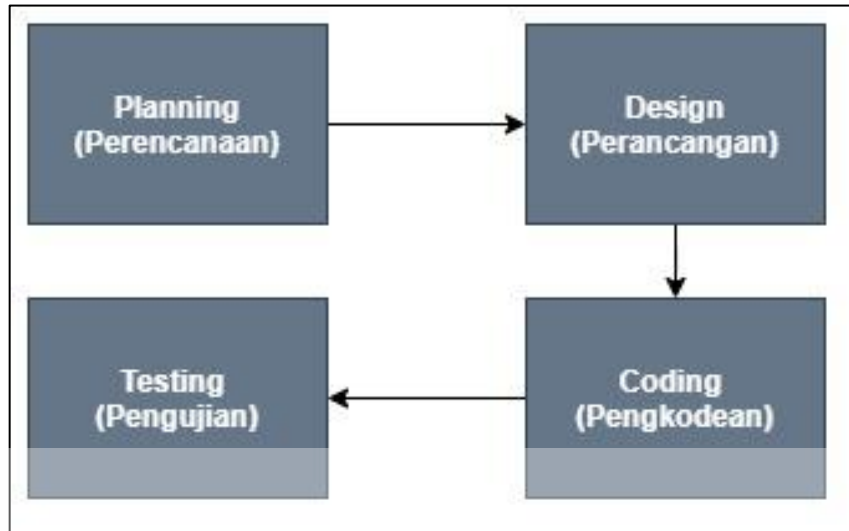 Planning
(Perencanaan)
Design
(Perancangan)
Testing
(Pengujian)
Coding
(Pengkodean)